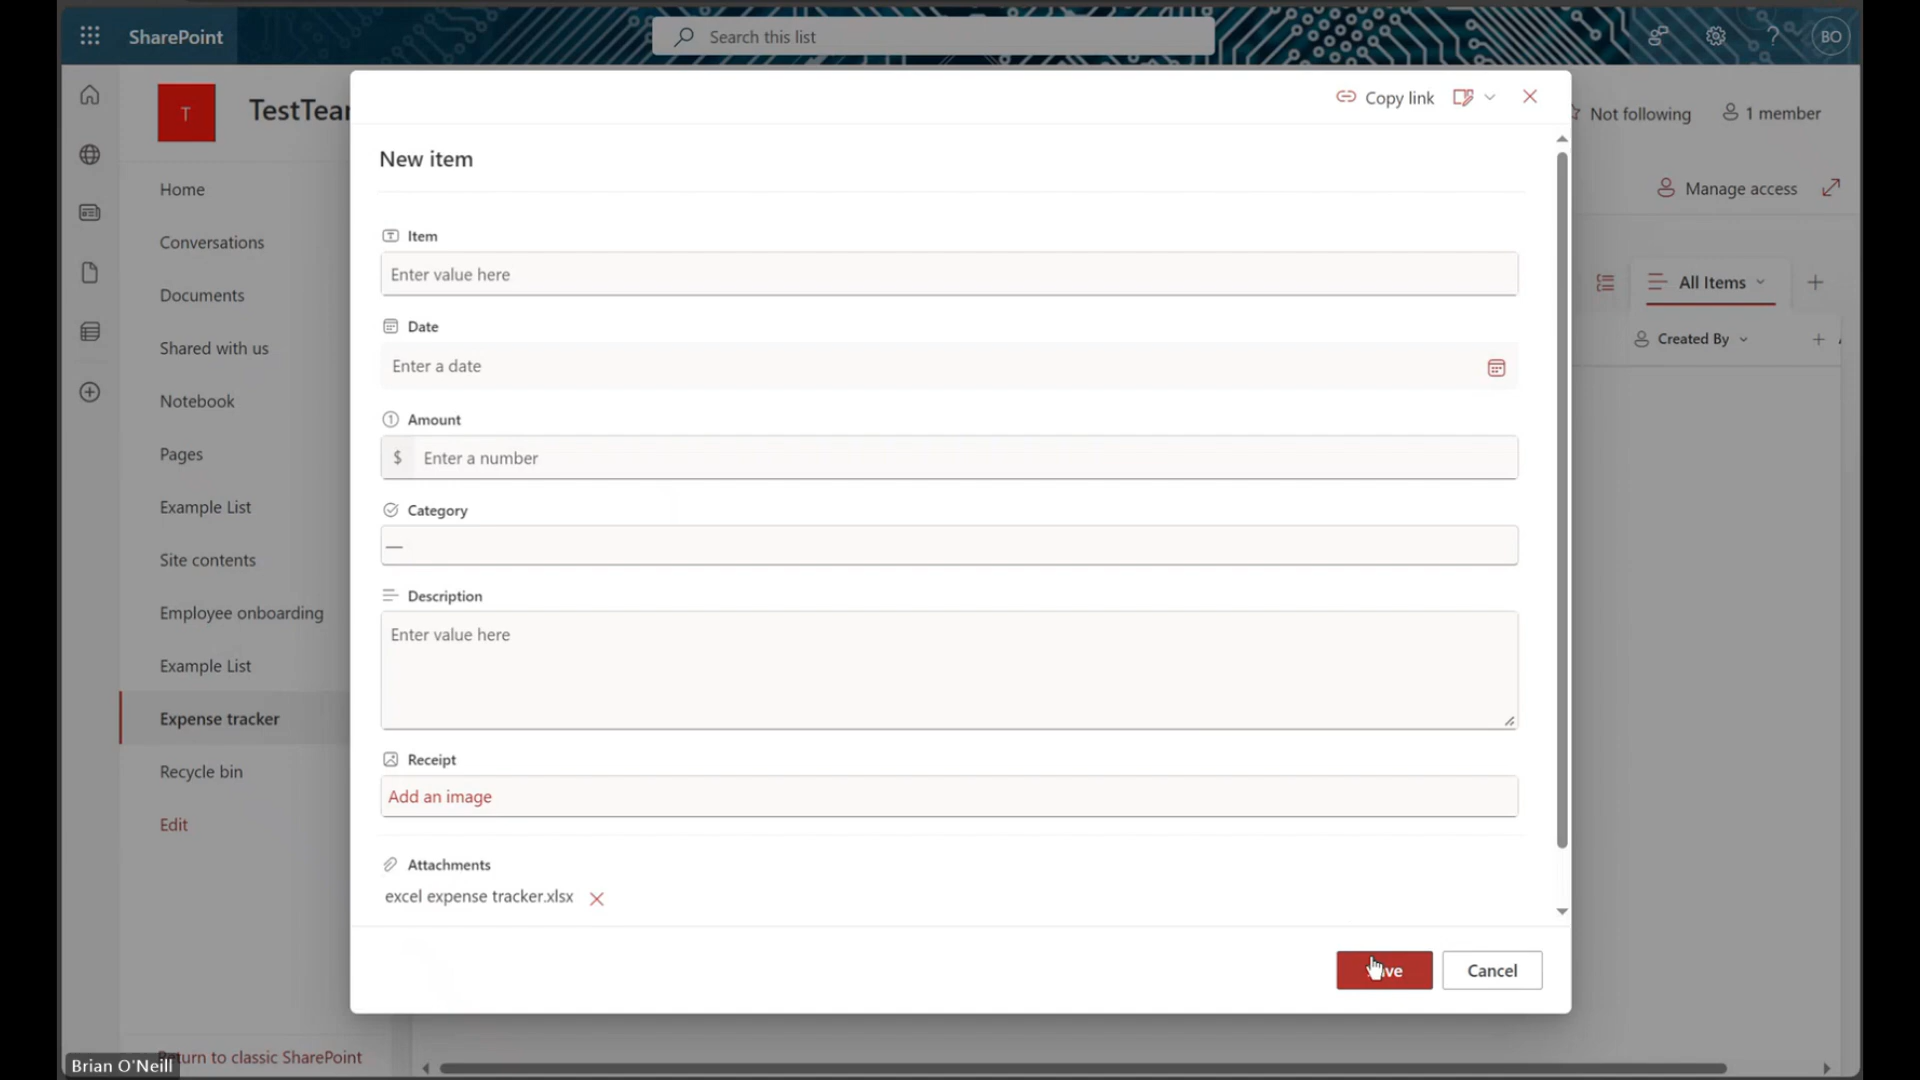 SharePoint
Search this list
BO
T
TestTear
Not following
1 member
Copy link
New item
Manage access
Home
Conversations
Documents
Shared with us
Notebook
Pages
Example List
Site contents
Employee onboarding
Example List
Expense tracker
Recycle bin
Edit
Return to classic SharePoint
All Items
Created By
Item
Enter value here
Date
Enter a date
Amount
$ Enter a number
Category
—
Description
Enter value here
Receipt
Add an image
Attachments
excel expense tracker.xlsx
Cancel
Brian O'Neill